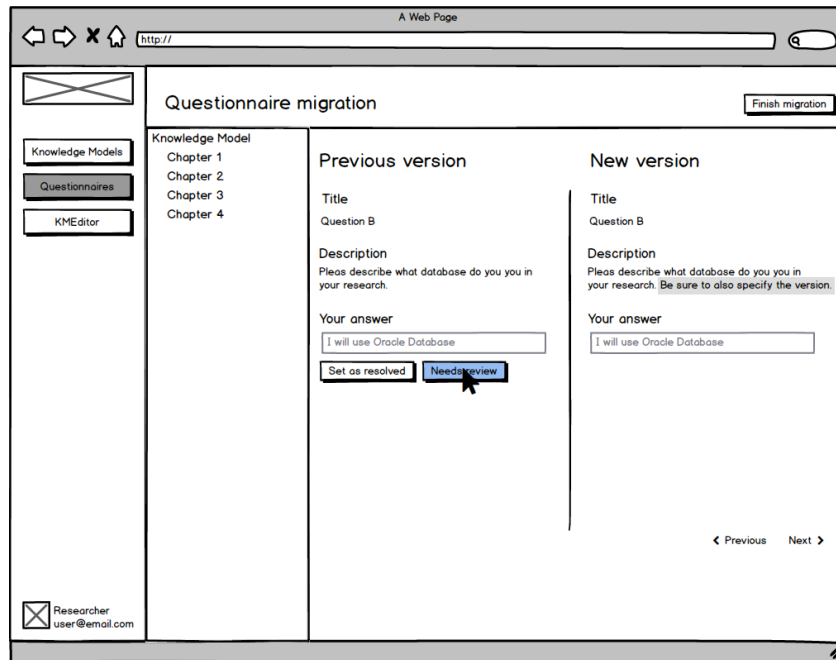 A Web Page
http://
Questionnaire migration
Finish migration
Knowledge Models
Questionnaires
KMEditor
Knowledge Model
Chapter 1
Chapter 2
Chapter 3
Chapter 4
Previous version
Title
Question B
Description
Pleas describe what database do you you in
your research.
Your answer
I will use Oracle Database
Set as resolved
Needs review
New version
Title
Question B
Description
Pleas describe what database do you you in
your research. Be sure to also specify the version.
Your answer
I will use Oracle Database
Previous
Next
Researcher
user@email.com